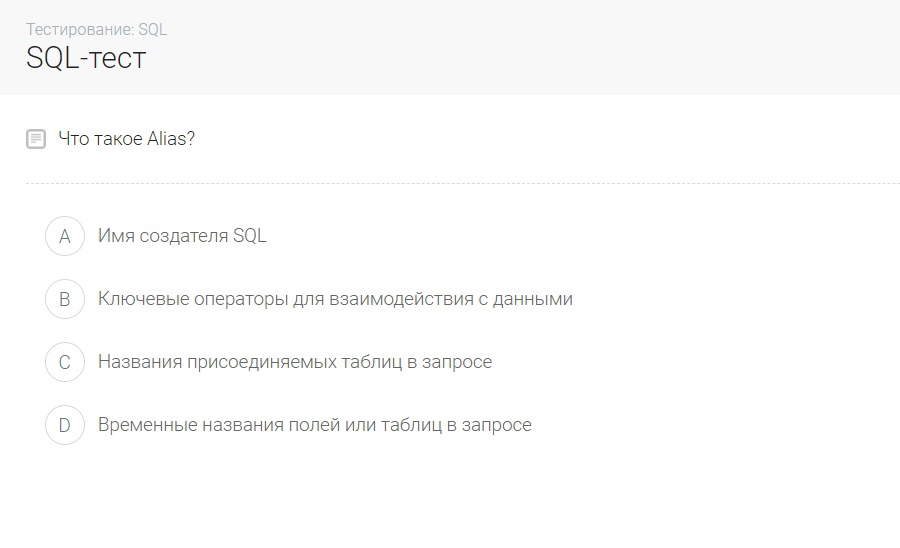 Тестирование: SQL
SQL-тест
Что такое Alias?
A Имя создателя SQL
B Ключевые операторы для взаимодействия с данными
C Названия присоединяемых таблиц в запросе
D Временные названия полей или таблиц в запросе